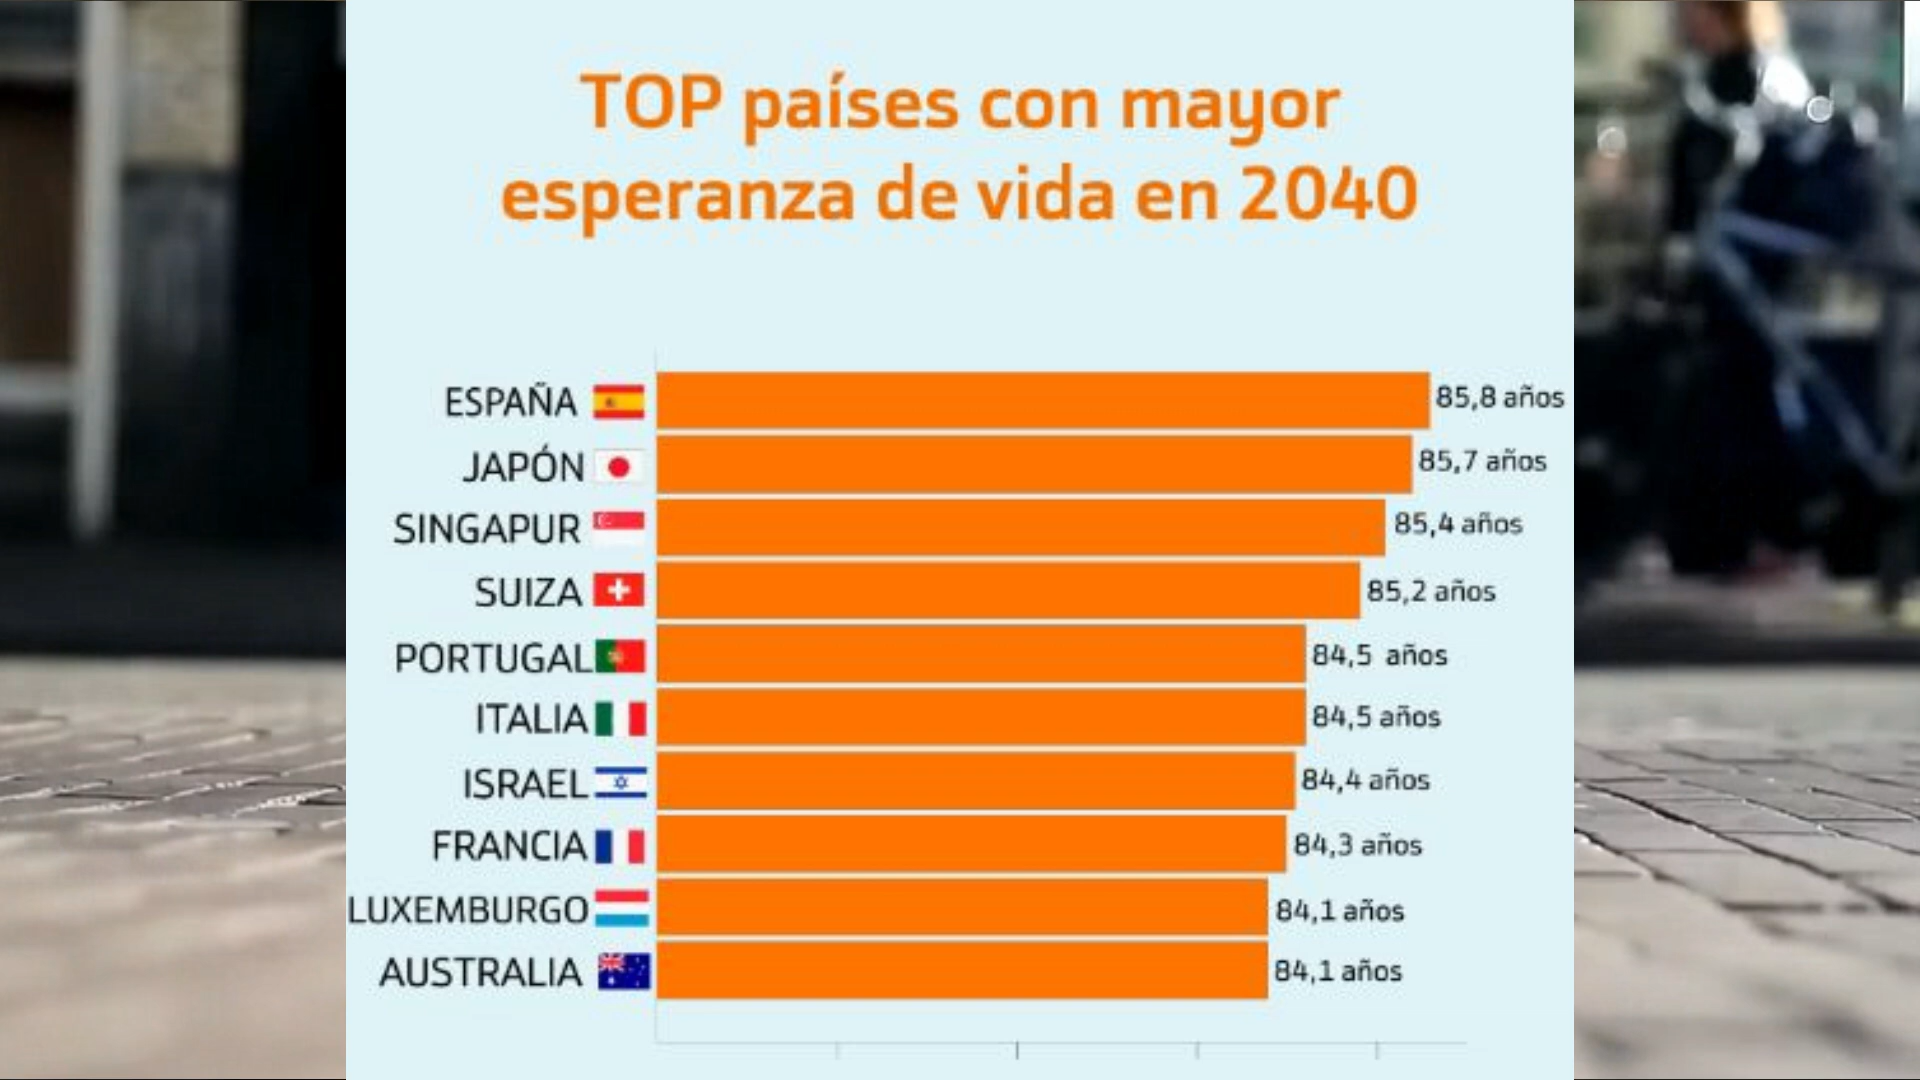 TOP países con mayor
esperanza de vida en 2040
ESPAÑA 85,8 años
JAPÓN 85,7 años
SINGAPUR 85,4 años
SUIZA 85,2 años
PORTUGAL 84,5 años
ITALIA 84,5 años
ISRAEL 84,4 años
FRANCIA 84,3 años
LUXEMBURGO 84,1 años
AUSTRALIA 84,1 años